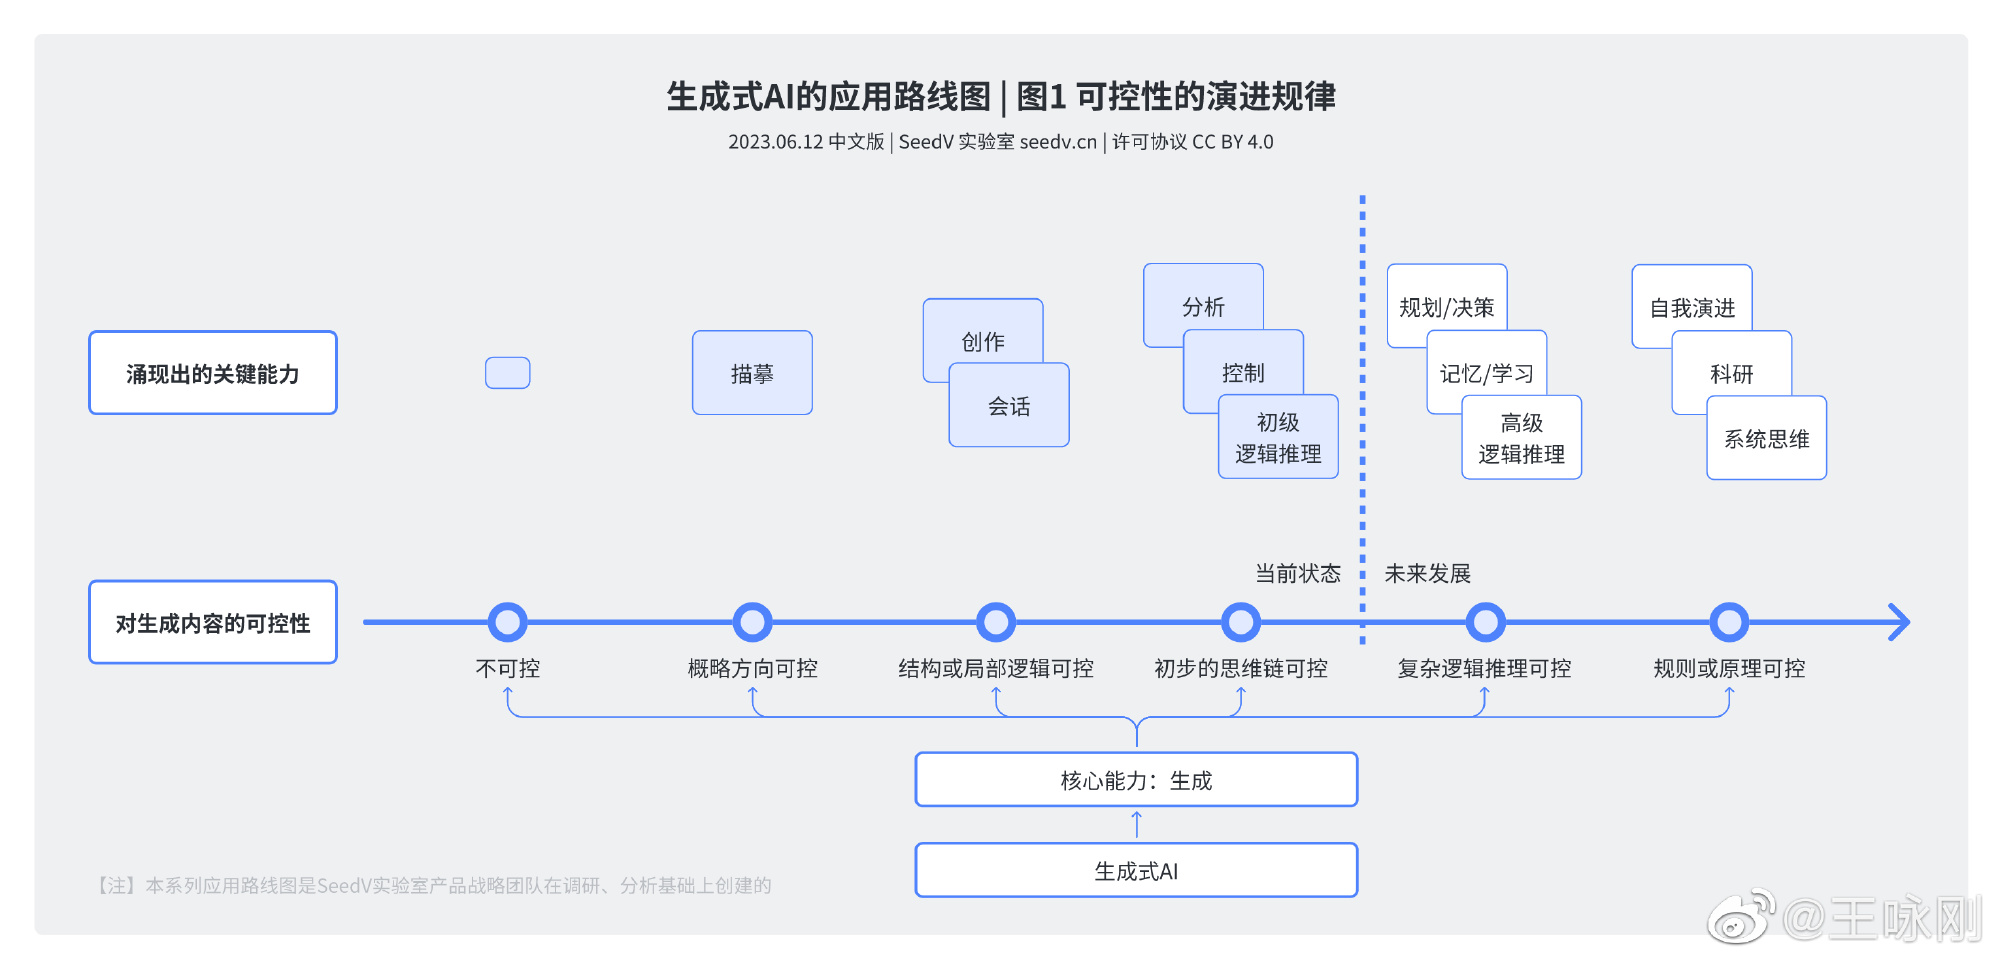 生成式AI的应用路线图 | 图1 可控性的演进规律
2023.06.12 中文版 | SeedV 实验室 seedv.cn | 许可协议 CC BY 4.0
涌现出的关键能力
描摹
创作
会话
分析
控制
初级
逻辑推理
规划/决策
记忆/学习
高级
逻辑推理
自我演进
科研
系统思维
当前状态
未来发展
对生成内容的可控性
不可控
概略方向可控
结构或局部逻辑可控
初步的思维链可控
复杂逻辑推理可控
规则或原理可控
核心能力：生成
生成式AI
【注】本系列应用路线图是SeedV实验室产品战略团队在调研、分析基础上创建的
@王咏刚